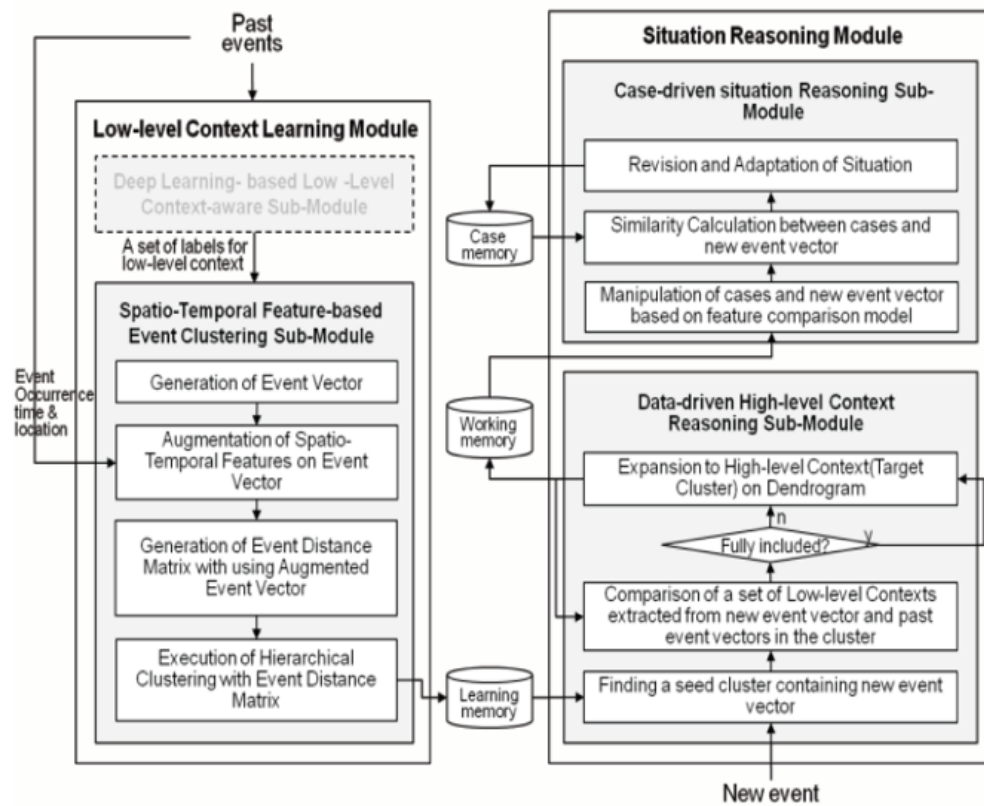 Past
events
Low-level Context Learning Module
Deep Learning- based Low -Level
Context-aware Sub-Module
A set of labels for
low-level context
Spatio-Temporal Feature-based
Event Clustering Sub-Module
Generation of Event Vector
Event
Occurrence
time &
location
Augmentation of Spatio-
Temporal Features on Event
Vector
Generation of Event Distance
Matrix with using Augmented
Event Vector
Execution of Hierarchical
Clustering with Event Distance
Matrix
Case
memory
Working
memory
Learning
memory
Situation Reasoning Module
Case-driven situation Reasoning Sub-
Module
Revision and Adaptation of Situation
Similarity Calculation between cases and
new event vector
Manipulation of cases and new event vector
based on feature comparison model
Data-driven High-level Context
Reasoning Sub-Module
Expansion to High-level Context(Target
Cluster) on Dendrogram
n
Fully included?
y
Comparison of a set of Low-level Contexts
extracted from new event vector and past
event vectors in the cluster
Finding a seed cluster containing new event
vector
New event